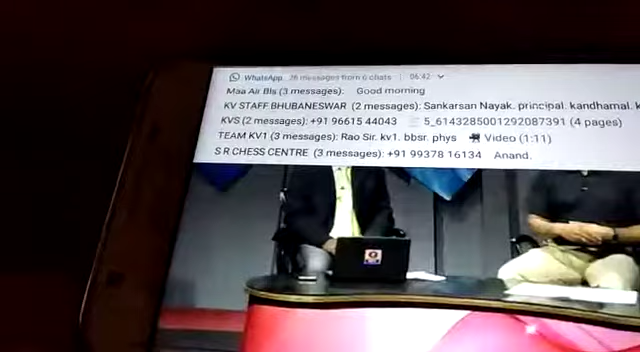 WhatsApp 26 messages from 6 chats 06:42
Maa Air Bls (3 messages): Good morning
KV STAFF BHUBANESWAR (2 messages): Sankarsan Nayak. principal. kandhamal. k
KVS (2 messages): +91 96615 44043 5_6143285001292087391 (4 pages)
TEAM KV1 (3 messages): Rao Sir. kv1. bbsr. phys Video (1:11)
S R CHESS CENTRE (3 messages): +91 99378 16134 Anand.